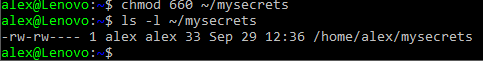 alex@Lenovo:~$ chmod 660 ~/mysecrets
alex@Lenovo:~$ ls -l ~/mysecrets
-rw-rw---- 1 alex alex 33 Sep 29 12:36 /home/alex/mysecrets
alex@Lenovo:~$